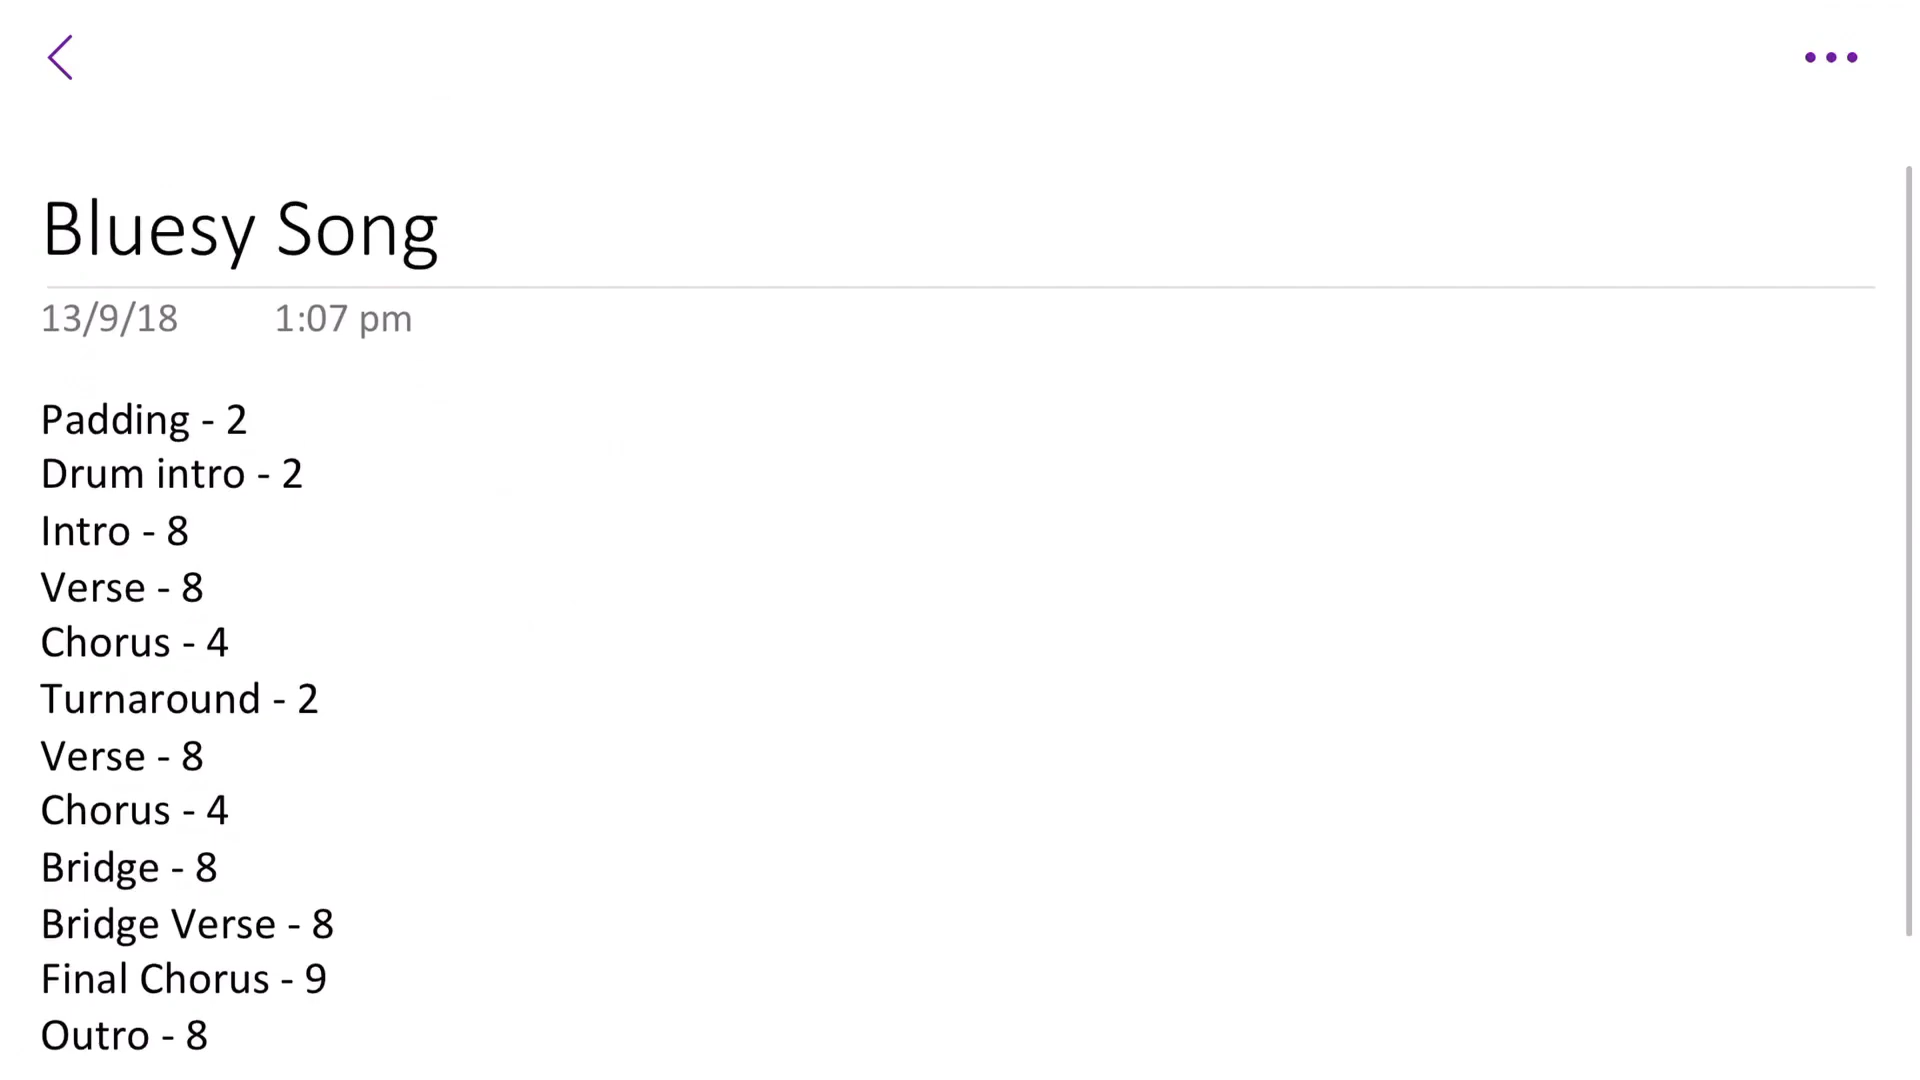 Bluesy Song
13/9/18 1:07 pm
Padding - 2
Drum intro - 2
Intro - 8
Verse - 8
Chorus - 4
Turnaround - 2
Verse - 8
Chorus - 4
Bridge - 8
Bridge Verse - 8
Final Chorus - 9
Outro - 8